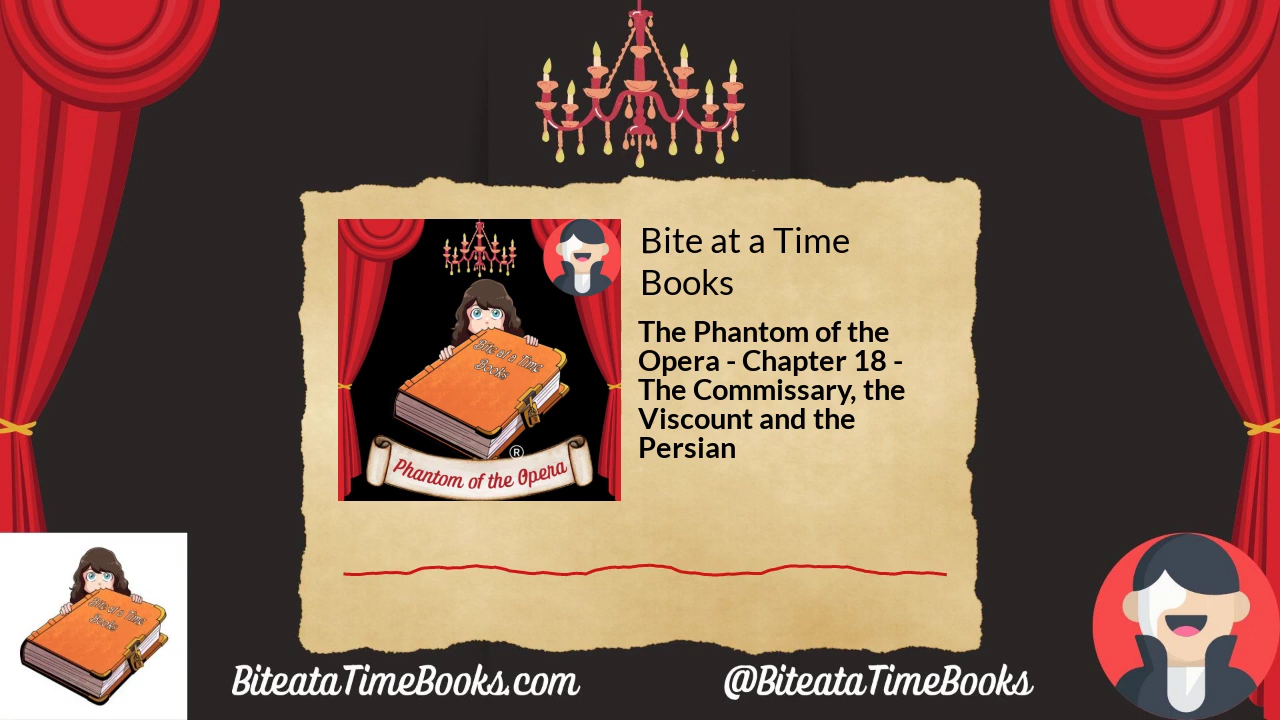 Bite at a Time
Books
The Phantom of the
Opera - Chapter 18 -
The Commissary, the
Viscount and the
Persian
Bite at a Time
Books
®
Phantom of the Opera
Bite at a Time
Books
BiteataTimeBooks.com
@BiteataTimeBooks